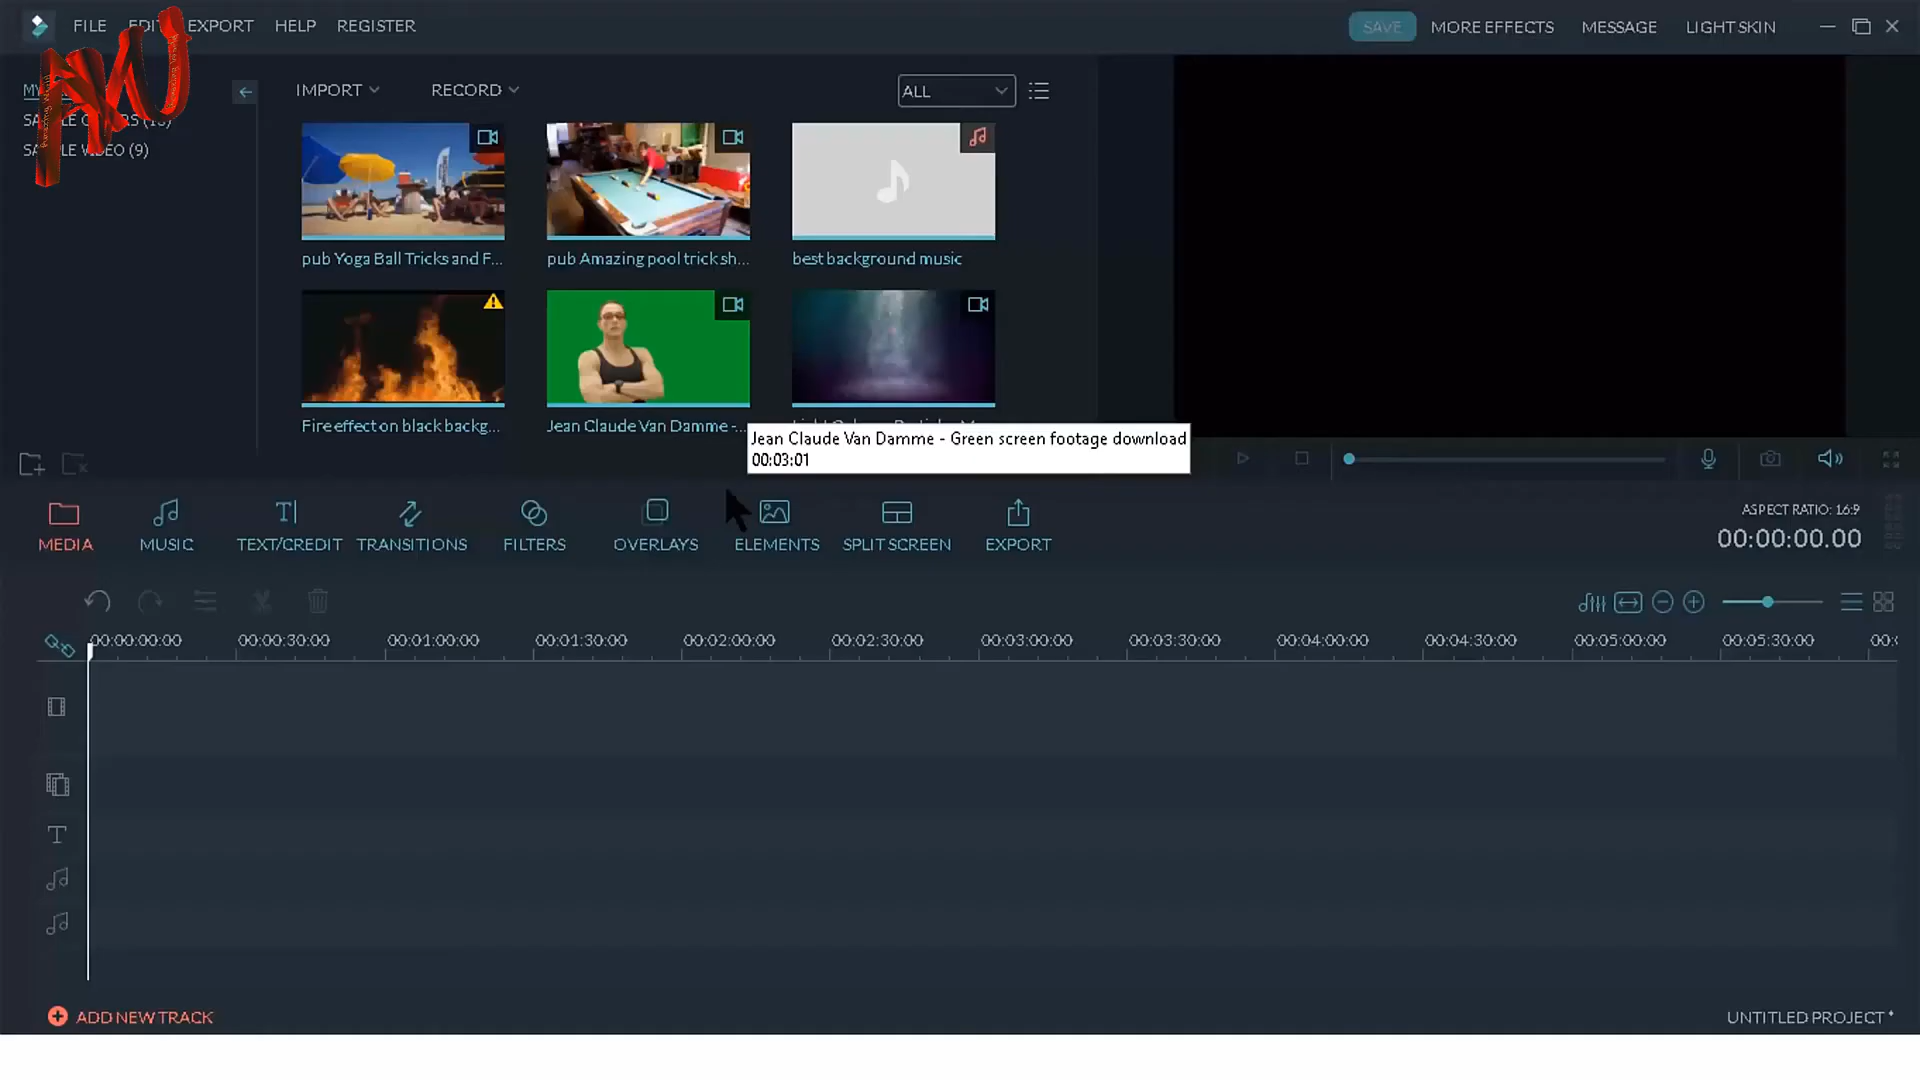 FILE EDIT EXPORT HELP REGISTER
SAVE MORE EFFECTS MESSAGE LIGHT SKIN
IMPORT RECORD ALL
SAMPLE VIDEO (9)
pub Yoga Ball Tricks and F... pub Amazing pool trick sh... best background music
Fire effect on black backg... Jean Claude Van Damme -...
Jean Claude Van Damme - Green screen footage download
00:03:01
MEDIA MUSIC TEXT/CREDIT TRANSITIONS FILTERS OVERLAYS ELEMENTS SPLIT SCREEN EXPORT
ASPECT RATIO: 16:9
00:00:00.00
00:00:00:00 00:00:30:00 00:01:00:00 00:01:30:00 00:02:00:00 00:02:30:00 00:03:00:00 00:03:30:00 00:04:00:00 00:04:30:00 00:05:00:00 00:05:30:00 00:
ADD NEW TRACK
UNTITLED PROJECT *